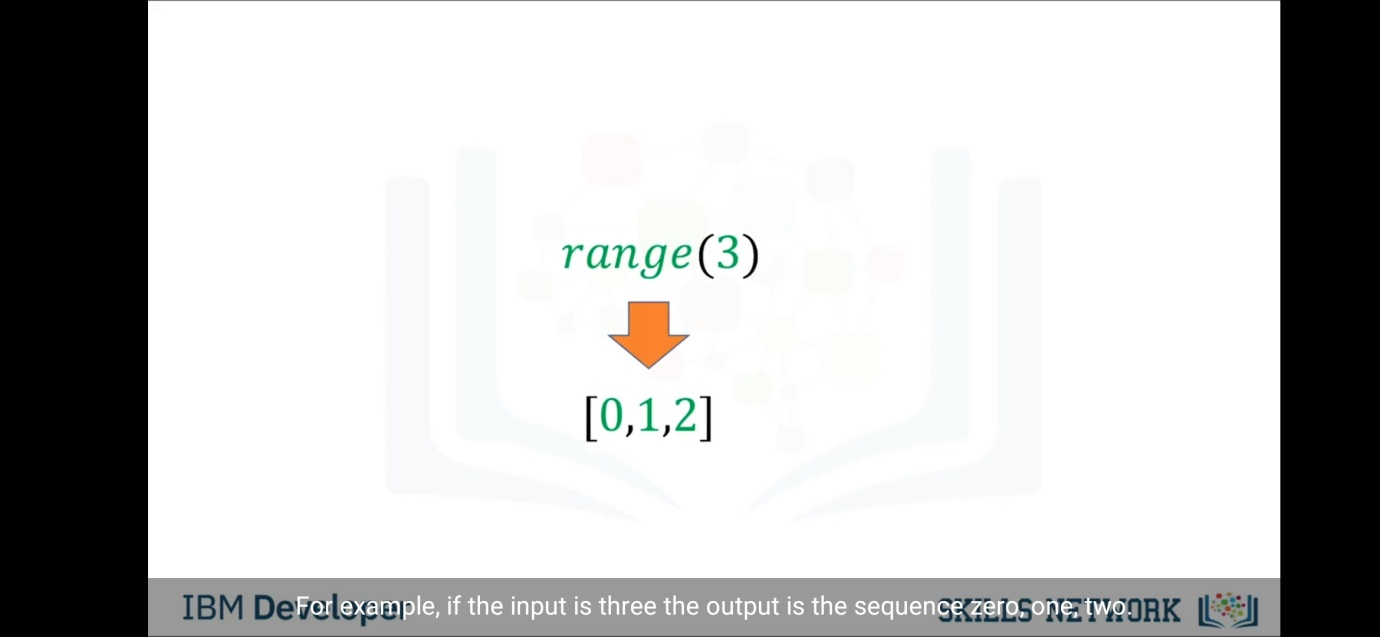 range(3)
[0,1,2]
IBM Developer
For example, if the input is three the output is the sequence zero, one, two.
SKILLS NETWORK